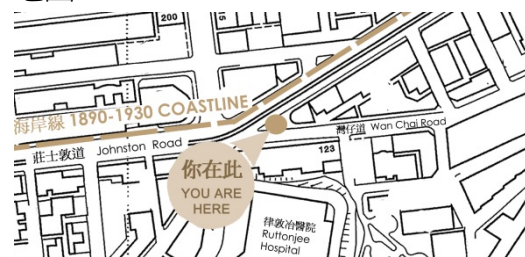 200
海岸線 1890-1930 COASTLINE
莊士敦道 Johnston Road
灣仔道 Wan Chai Road
123
你在此
YOU ARE
HERE
律敦治醫院
Ruttonjee
Hospital